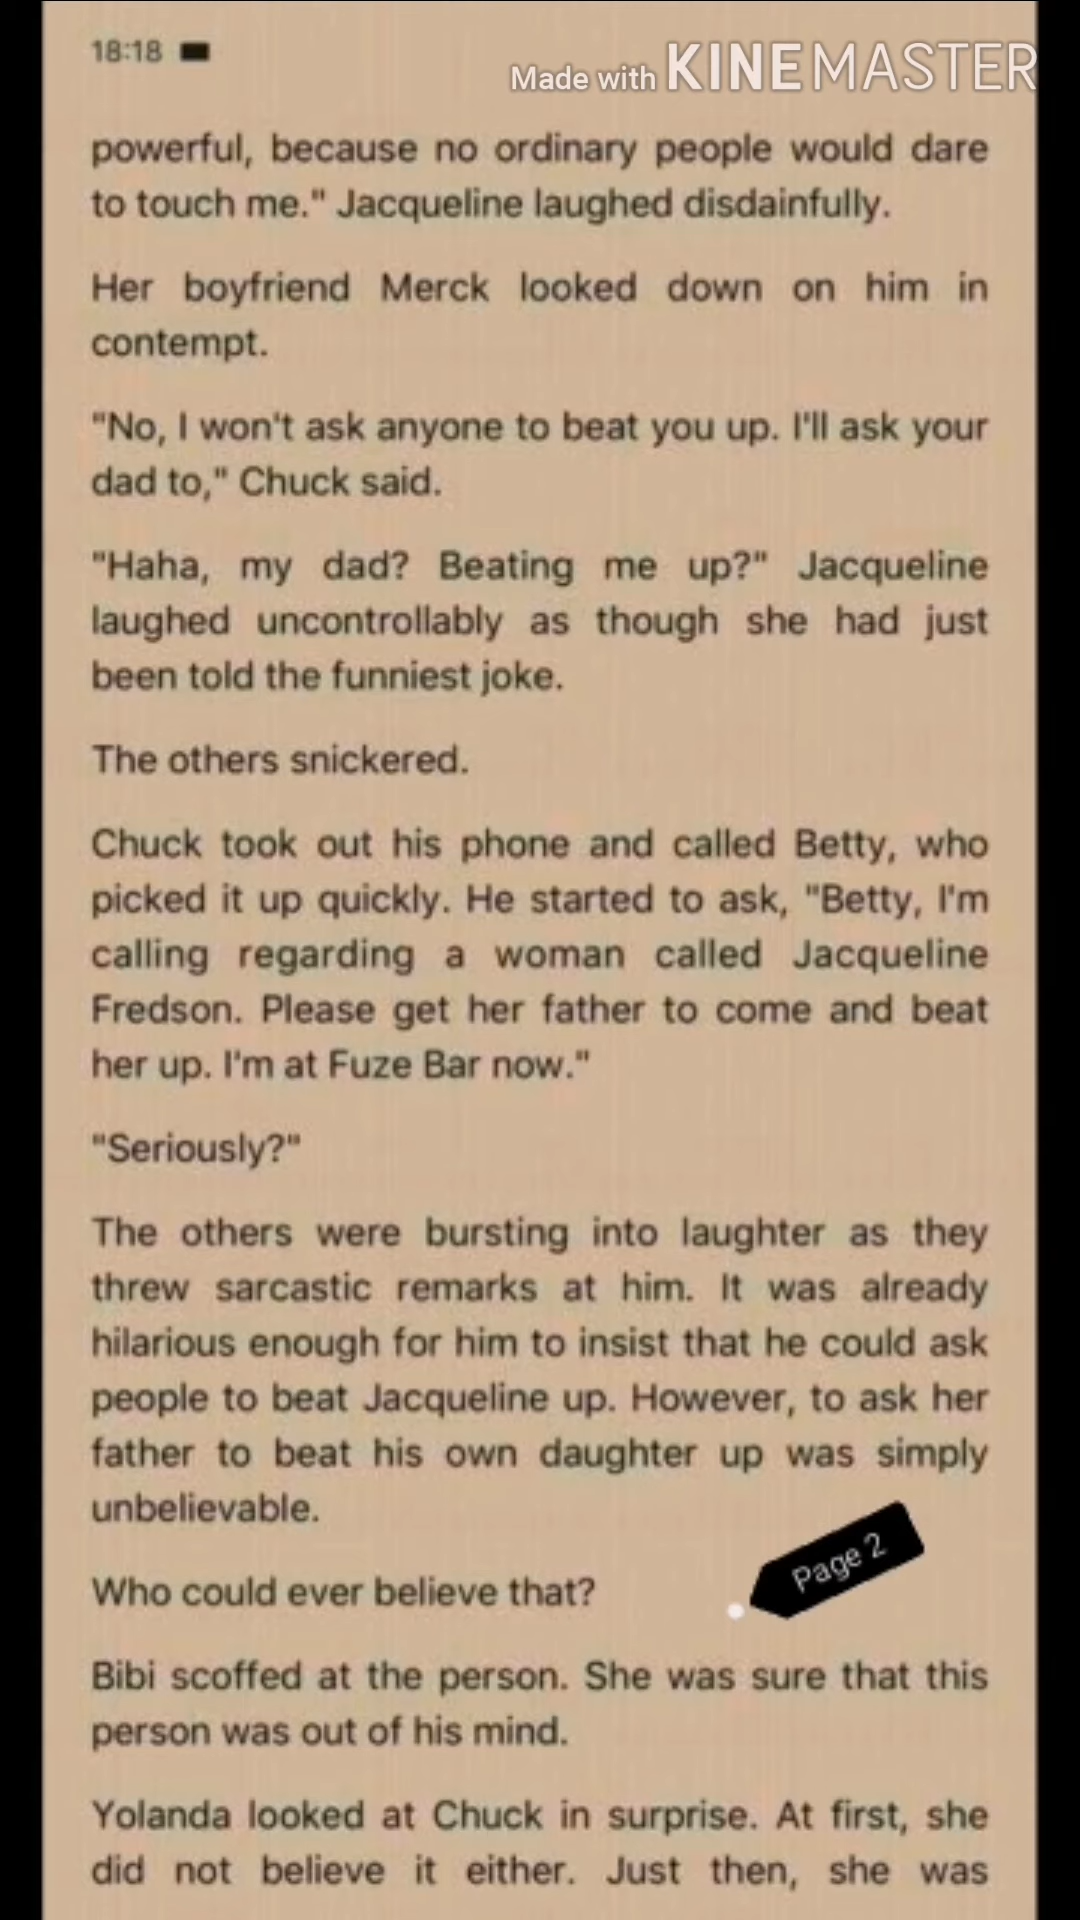 18:18
Made with KINEMASTER
powerful, because no ordinary people would dare
to touch me." Jacqueline laughed disdainfully.
Her boyfriend Merck looked down on him in
contempt.
"No, I won't ask anyone to beat you up. I'll ask your
dad to," Chuck said.
"Haha, my dad? Beating me up?" Jacqueline
laughed uncontrollably as though she had just
been told the funniest joke.
The others snickered.
Chuck took out his phone and called Betty, who
picked it up quickly. He started to ask, "Betty, I'm
calling regarding a woman called Jacqueline
Fredson. Please get her father to come and beat
her up. I'm at Fuze Bar now."
"Seriously?"
The others were bursting into laughter as they
threw sarcastic remarks at him. It was already
hilarious enough for him to insist that he could ask
people to beat Jacqueline up. However, to ask her
father to beat his own daughter up was simply
unbelievable.
Who could ever believe that?
Page 2
Bibi scoffed at the person. She was sure that this
person was out of his mind.
Yolanda looked at Chuck in surprise. At first, she
did not believe it either. Just then, she was